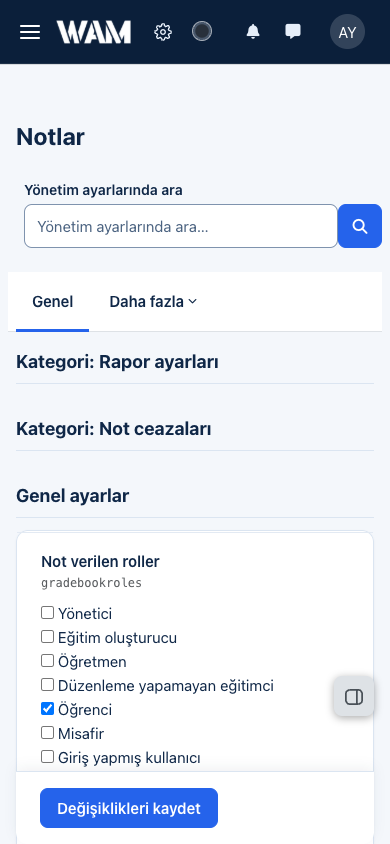 WAM
AY
Notlar
Yönetim ayarlarında ara
Yönetim ayarlarında ara...
Genel
Daha fazla
Kategori: Rapor ayarları
Kategori: Not ceazaları
Genel ayarlar
Not verilen roller
gradebookroles
Yönetici
Eğitim oluşturucu
Öğretmen
Düzenleme yapamayan eğitimci
Öğrenci
Misafir
Giriş yapmış kullanıcı
Değişiklikleri kaydet